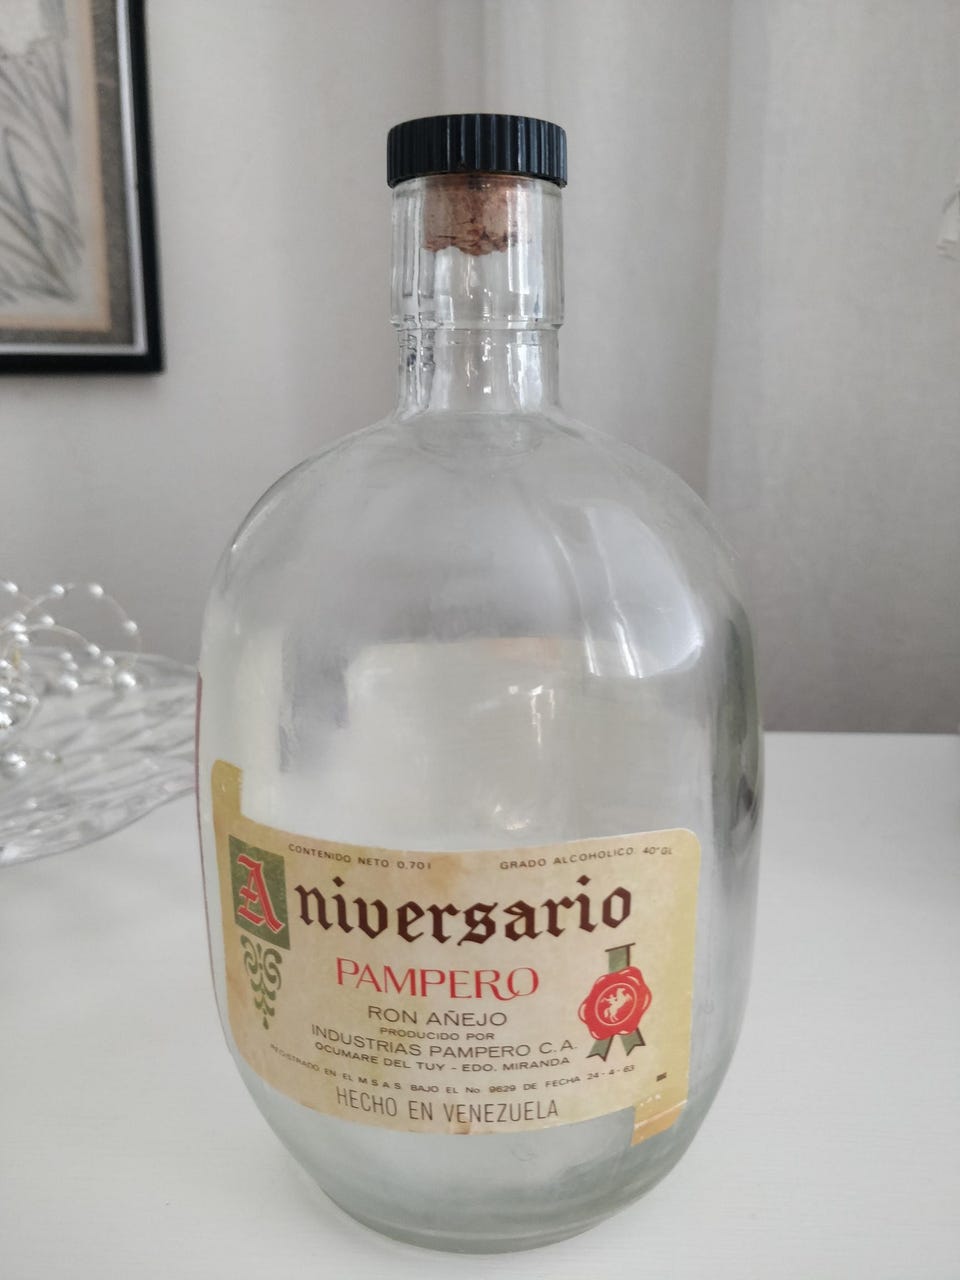 CONTENIDO NETO 0,70 l GRADO ALCOHOLICO 40° GL
Aniversario
PAMPERO
RON AÑEJO
PRODUCIDO POR
INDUSTRIAS PAMPERO C.A.
OCUMARE DEL TUY - EDO. MIRANDA
REGISTRADO EN EL M S A S BAJO EL No 9629 DE FECHA 24-4-63
HECHO EN VENEZUELA